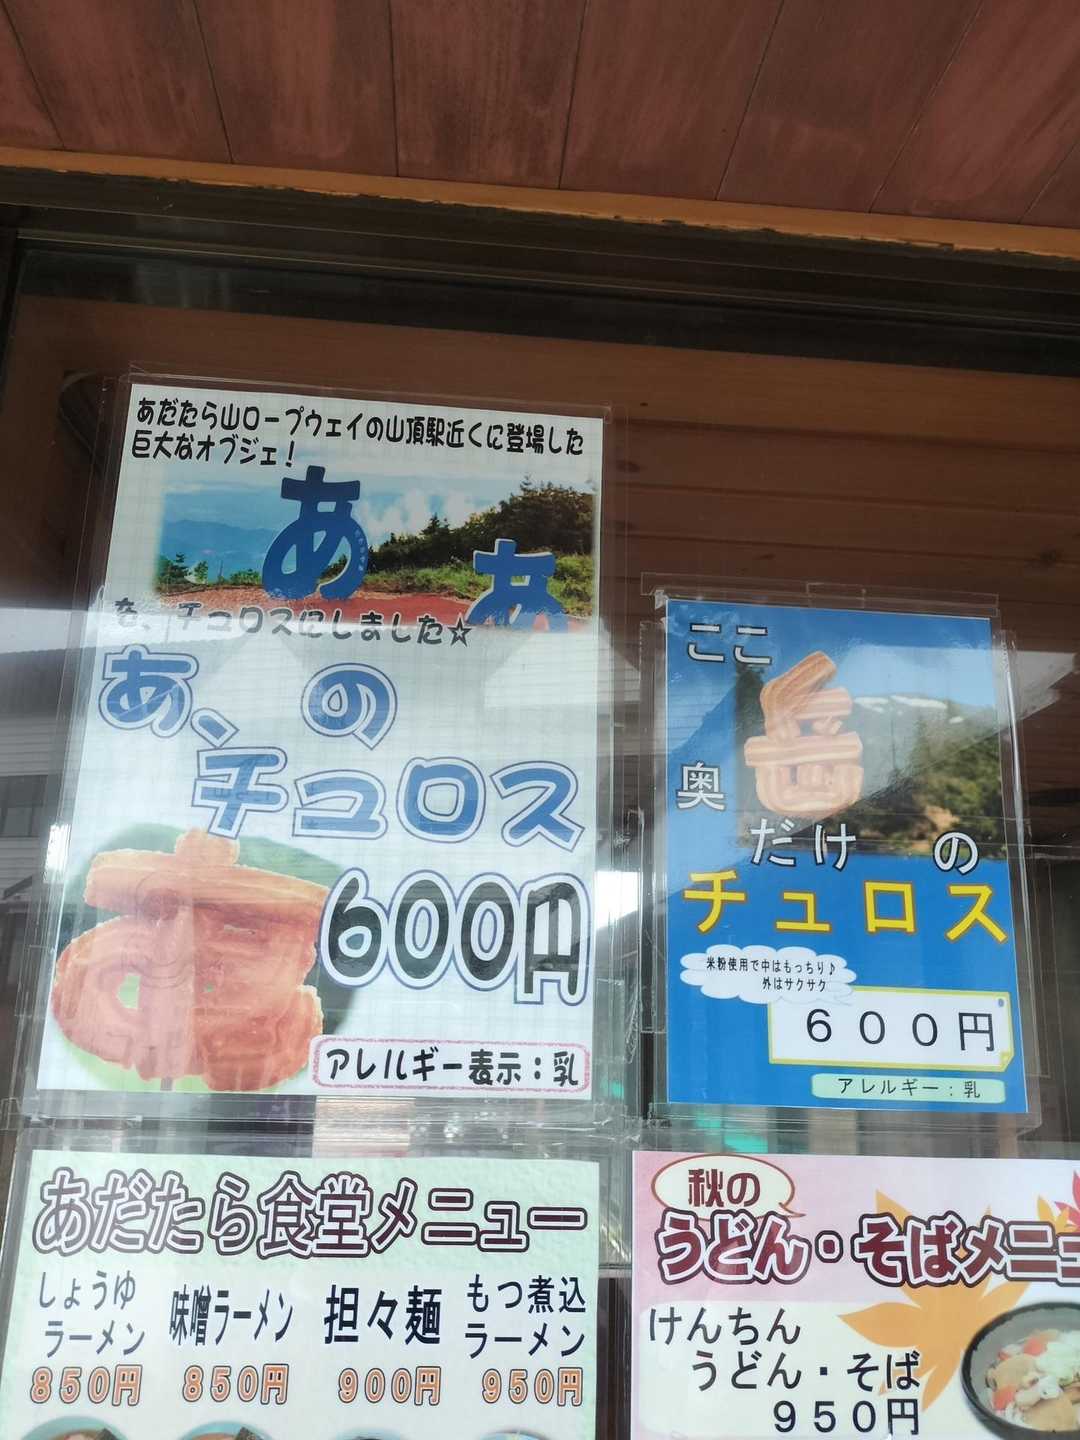 あだたら山ロープウェイの山頂駅近くに登場した
巨大なオブジェ！
あ
あ
を、チュロスにしました☆
あ、の
チュロス
600円
アレルギー表示：乳
ここ
奥
だけの
チュロス
米粉使用で中はもっちり♪
外はサクサク
６００円
アレルギー：乳
あだたら食堂メニュー
しょうゆ
ラーメン
850円
味噌ラーメン
850円
担々麺
900円
もつ煮込
ラーメン
950円
秋の
うどん・そばメニュ
けんちん
うどん・そば
９５０円